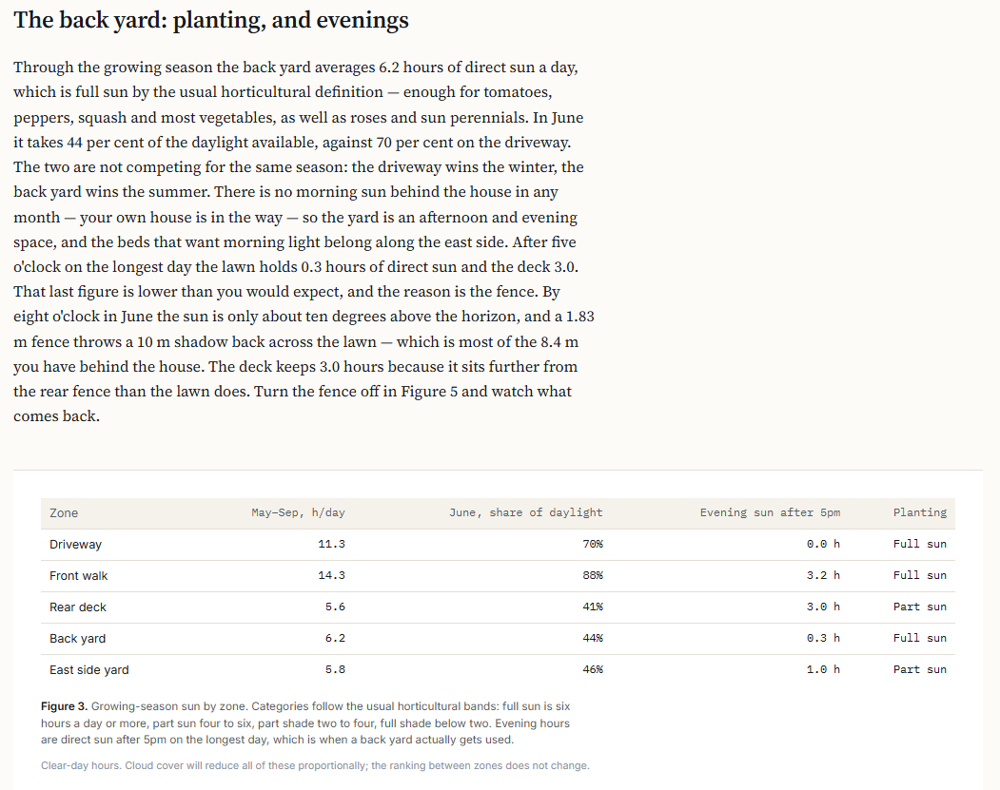 The back yard: planting, and evenings
Through the growing season the back yard averages 6.2 hours of direct sun a day,
which is full sun by the usual horticultural definition — enough for tomatoes,
peppers, squash and most vegetables, as well as roses and sun perennials. In June
it takes 44 per cent of the daylight available, against 70 per cent on the driveway.
The two are not competing for the same season: the driveway wins the winter, the
back yard wins the summer. There is no morning sun behind the house in any
month — your own house is in the way — so the yard is an afternoon and evening
space, and the beds that want morning light belong along the east side. After five
o'clock on the longest day the lawn holds 0.3 hours of direct sun and the deck 3.0.
That last figure is lower than you would expect, and the reason is the fence. By
eight o'clock in June the sun is only about ten degrees above the horizon, and a 1.83
m fence throws a 10 m shadow back across the lawn — which is most of the 8.4 m
you have behind the house. The deck keeps 3.0 hours because it sits further from
the rear fence than the lawn does. Turn the fence off in Figure 5 and watch what
comes back.
Zone May–Sep, h/day June, share of daylight Evening sun after 5pm Planting
Driveway 11.3 70% 0.0 h Full sun
Front walk 14.3 88% 3.2 h Full sun
Rear deck 5.6 41% 3.0 h Part sun
Back yard 6.2 44% 0.3 h Full sun
East side yard 5.8 46% 1.0 h Part sun
Figure 3. Growing-season sun by zone. Categories follow the usual horticultural bands: full sun is six
hours a day or more, part sun four to six, part shade two to four, full shade below two. Evening hours
are direct sun after 5pm on the longest day, which is when a back yard actually gets used.
Clear-day hours. Cloud cover will reduce all of these proportionally; the ranking between zones does not change.